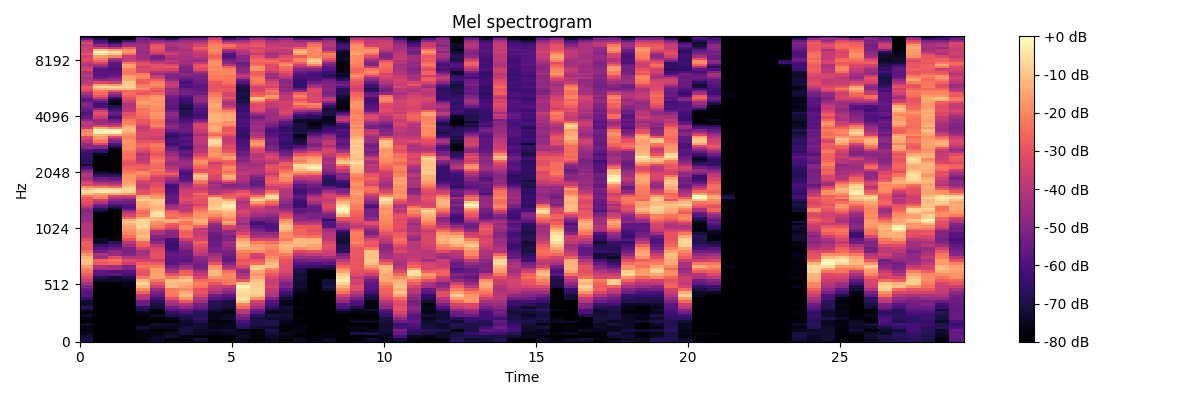 Mel spectrogram
+0 dB
8192
-10 dB
4096
-20 dB
-30 dB
2048
-40 dB
Hz
1024
-50 dB
-60 dB
512
-70 dB
0
-80 dB
0 5 10 15 20 25
Time